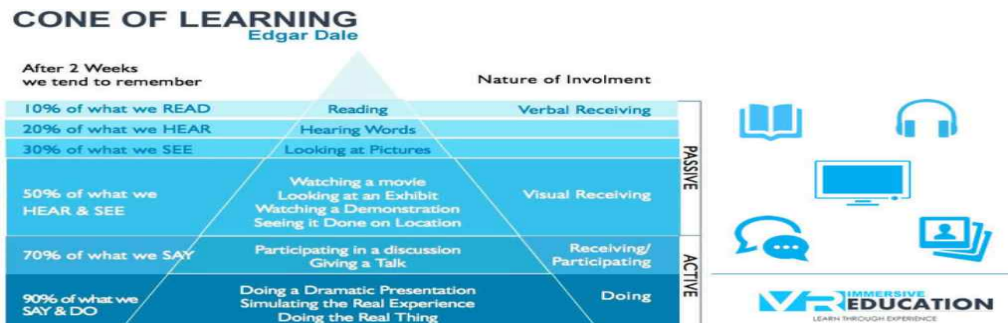 CONE OF LEARNING
Edgar Dale
After 2 Weeks
we tend to remember
Nature of Involment
10% of what we READ
Reading
Verbal Receiving
20% of what we HEAR
Hearing Words
30% of what we SEE
Looking at Pictures
50% of what we
HEAR & SEE
Watching a movie
Looking at an Exhibit
Watching a Demonstration
Seeing it Done on Location
Visual Receiving
PASSIVE
70% of what we SAY
Participating in a discussion
Giving a Talk
Receiving/
Participating
90% of what we
SAY & DO
Doing a Dramatic Presentation
Simulating the Real Experience
Doing the Real Thing
Doing
ACTIVE
VR IMMERSIVE
EDUCATION
LEARN THROUGH EXPERIENCE